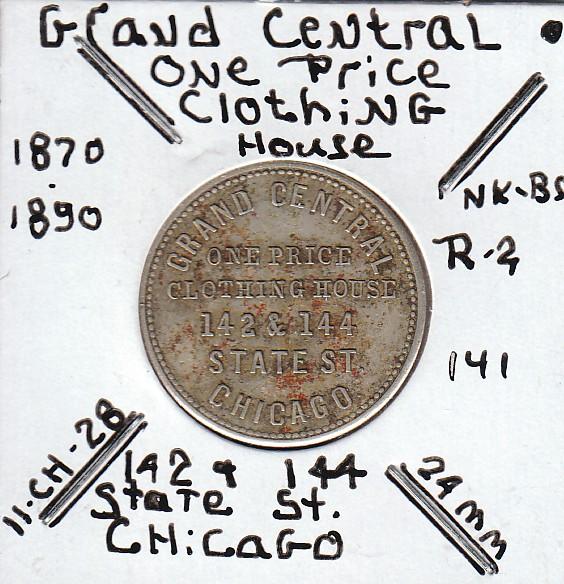 Grand Central
One Price
Clothing
House
1870
1890
NK-BS
R-2
141
GRAND CENTRAL
ONE PRICE
CLOTHING HOUSE
142 & 144
STATE ST.
CHICAGO
11-CH-28
142 & 144
State St.
CHiCAGO
24mm